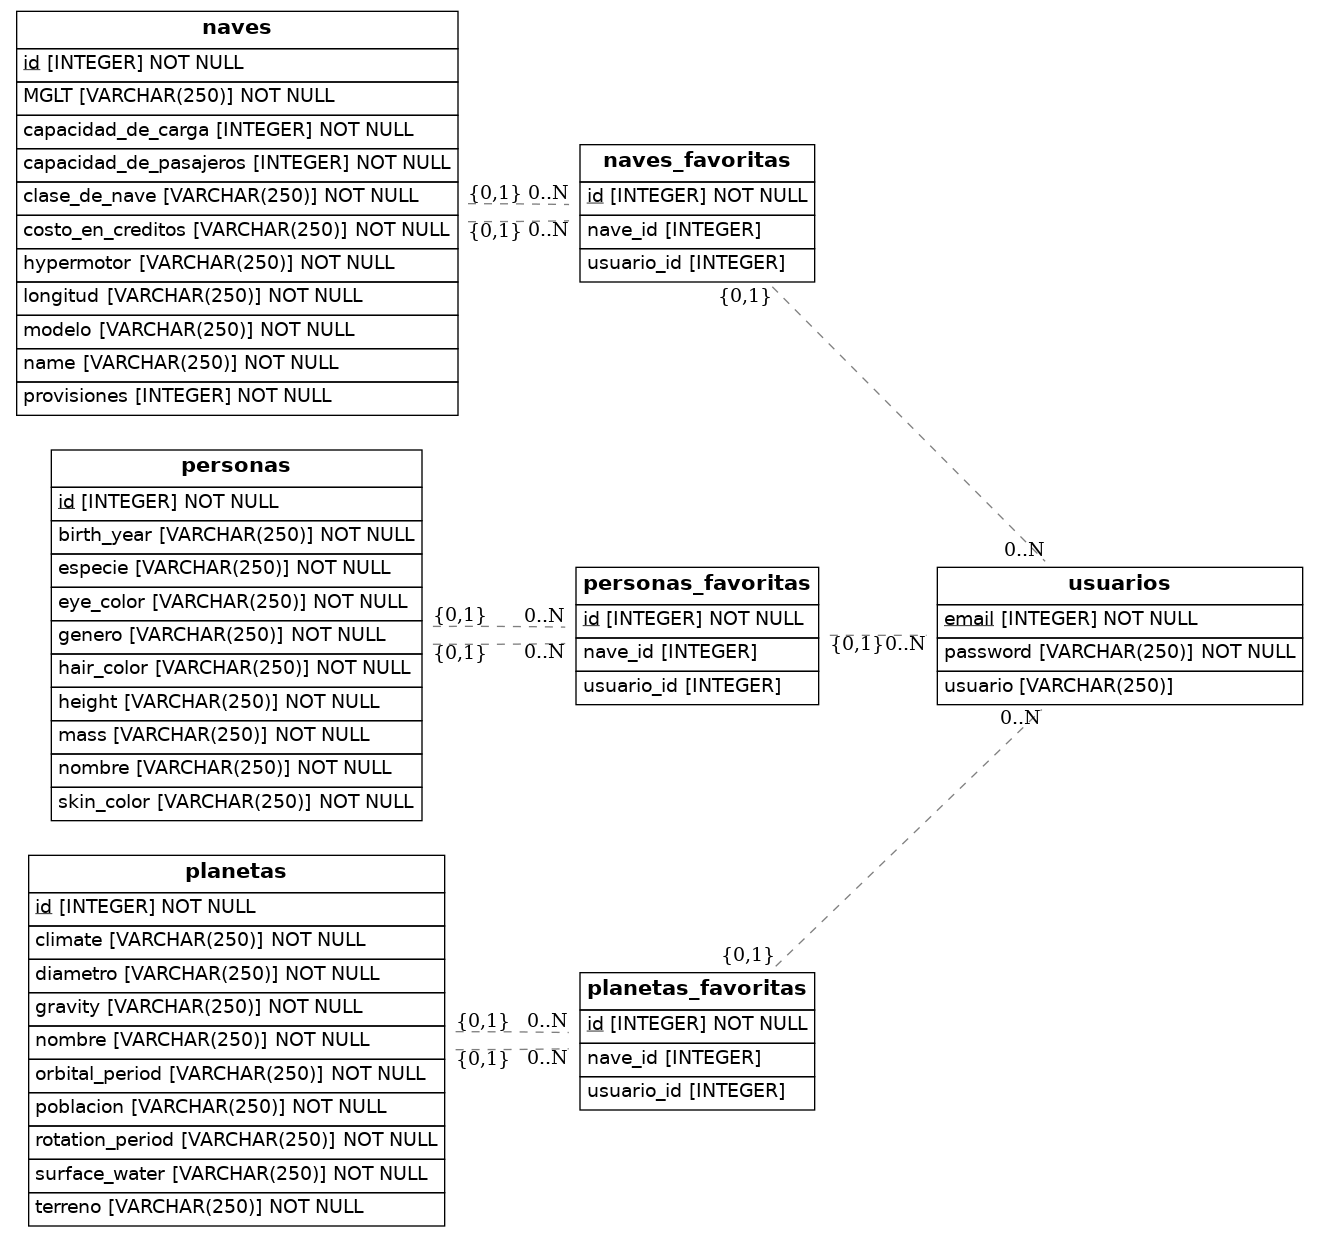 naves
id [INTEGER] NOT NULL
MGLT [VARCHAR(250)] NOT NULL
capacidad_de_carga [INTEGER] NOT NULL
capacidad_de_pasajeros [INTEGER] NOT NULL
clase_de_nave [VARCHAR(250)] NOT NULL
costo_en_creditos [VARCHAR(250)] NOT NULL
hypermotor [VARCHAR(250)] NOT NULL
longitud [VARCHAR(250)] NOT NULL
modelo [VARCHAR(250)] NOT NULL
name [VARCHAR(250)] NOT NULL
provisiones [INTEGER] NOT NULL
{0,1} 0..N
{0,1} 0..N
naves_favoritas
id [INTEGER] NOT NULL
nave_id [INTEGER]
usuario_id [INTEGER]
{0,1}
0..N
personas
id [INTEGER] NOT NULL
birth_year [VARCHAR(250)] NOT NULL
especie [VARCHAR(250)] NOT NULL
eye_color [VARCHAR(250)] NOT NULL
genero [VARCHAR(250)] NOT NULL
hair_color [VARCHAR(250)] NOT NULL
height [VARCHAR(250)] NOT NULL
mass [VARCHAR(250)] NOT NULL
nombre [VARCHAR(250)] NOT NULL
skin_color [VARCHAR(250)] NOT NULL
{0,1} 0..N
{0,1} 0..N
personas_favoritas
id [INTEGER] NOT NULL
nave_id [INTEGER]
usuario_id [INTEGER]
{0,1}0..N
usuarios
email [INTEGER] NOT NULL
password [VARCHAR(250)] NOT NULL
usuario [VARCHAR(250)]
0..N
planetas
id [INTEGER] NOT NULL
climate [VARCHAR(250)] NOT NULL
diametro [VARCHAR(250)] NOT NULL
gravity [VARCHAR(250)] NOT NULL
nombre [VARCHAR(250)] NOT NULL
orbital_period [VARCHAR(250)] NOT NULL
poblacion [VARCHAR(250)] NOT NULL
rotation_period [VARCHAR(250)] NOT NULL
surface_water [VARCHAR(250)] NOT NULL
terreno [VARCHAR(250)] NOT NULL
{0,1} 0..N
{0,1} 0..N
{0,1}
planetas_favoritas
id [INTEGER] NOT NULL
nave_id [INTEGER]
usuario_id [INTEGER]